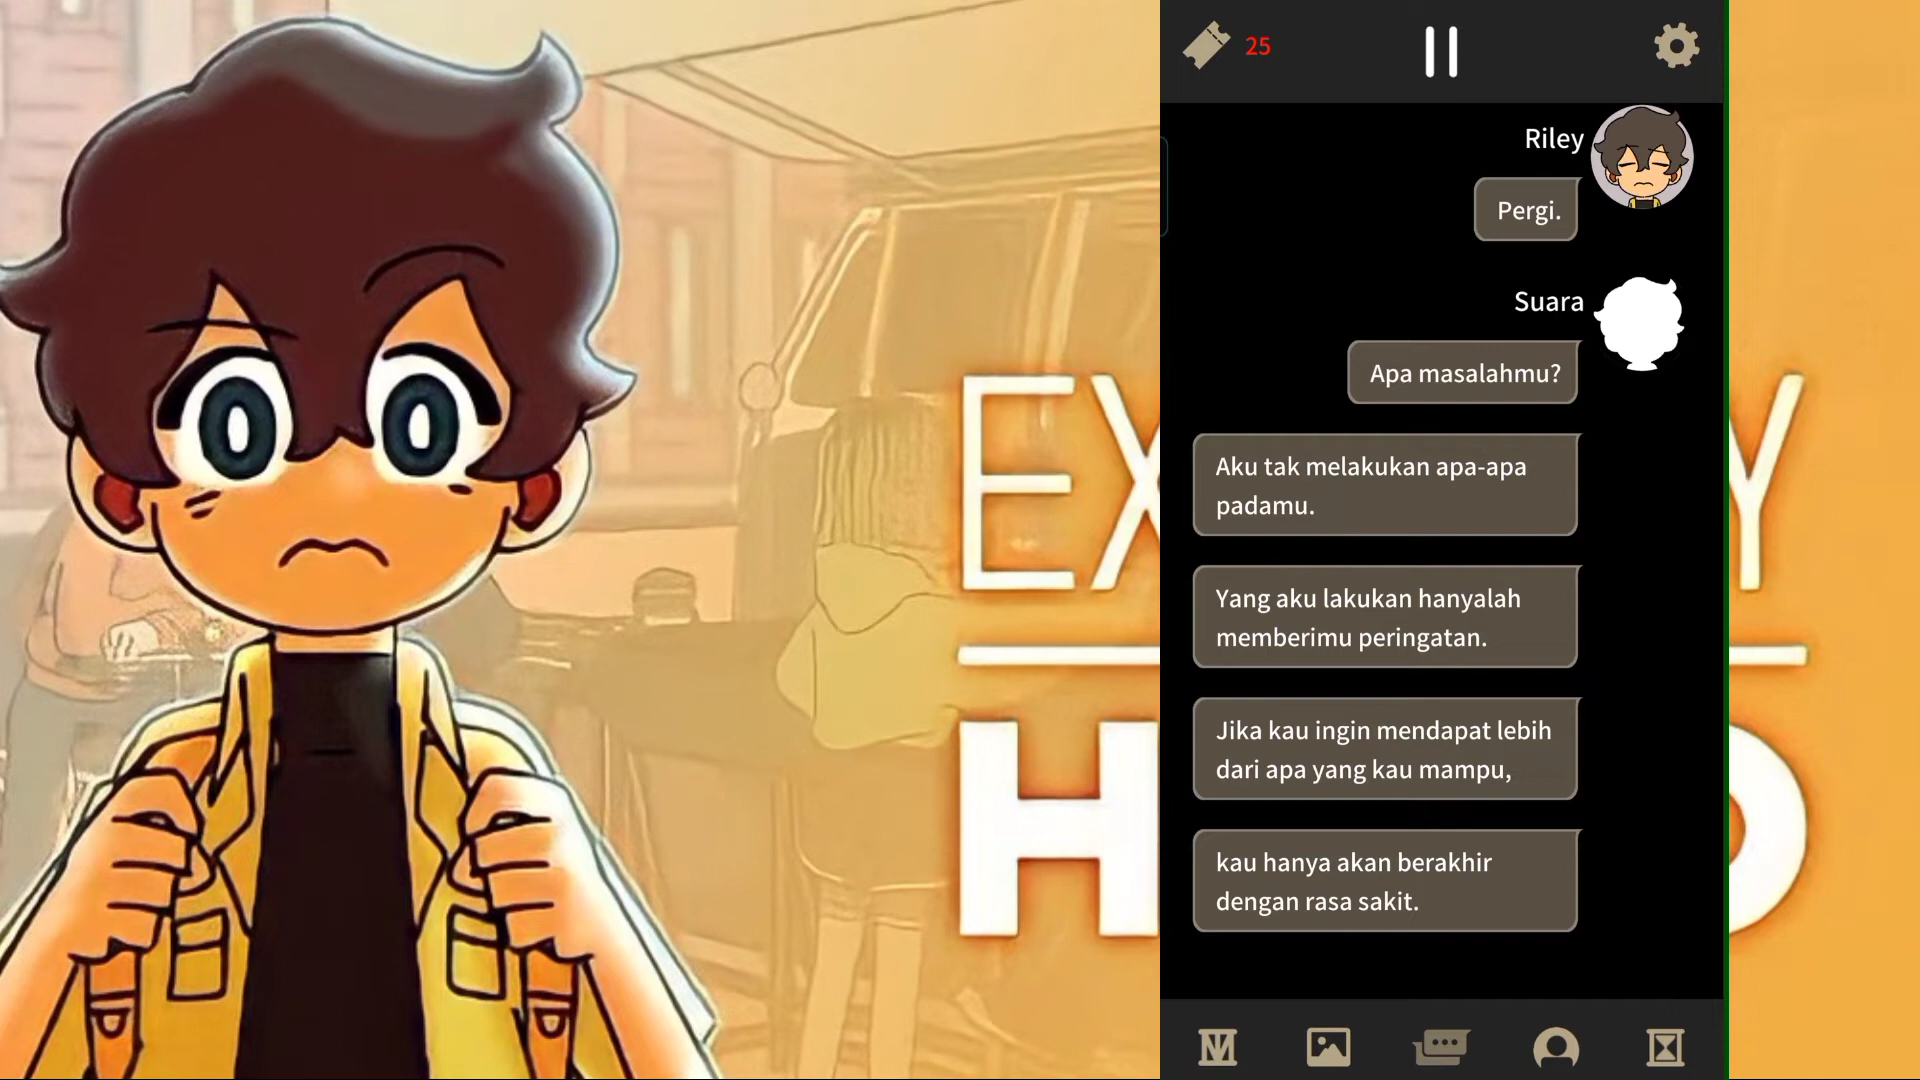 25
Riley
Pergi.
Suara
Apa masalahmu?
Aku tak melakukan apa-apa
padamu.
Yang aku lakukan hanyalah
memberimu peringatan.
Jika kau ingin mendapat lebih
dari apa yang kau mampu,
kau hanya akan berakhir
dengan rasa sakit.